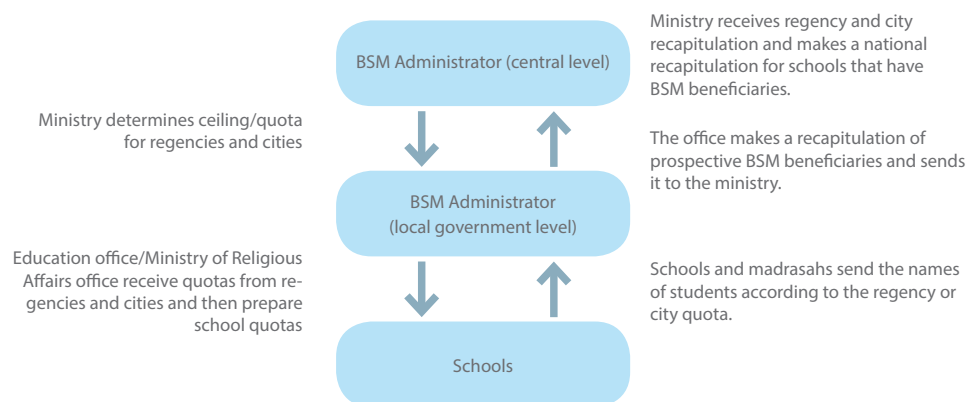 Ministry receives regency and city
recapitulation and makes a national
recapitulation for schools that have
BSM beneficiaries.
BSM Administrator (central level)
Ministry determines ceiling/quota
for regencies and cities
The office makes a recapitulation of
prospective BSM beneficiaries and sends
it to the ministry.
BSM Administrator
(local government level)
Education office/Ministry of Religious
Affairs office receive quotas from re-
gencies and cities and then prepare
school quotas
Schools and madrasahs send the names
of students according to the regency or
city quota.
Schools